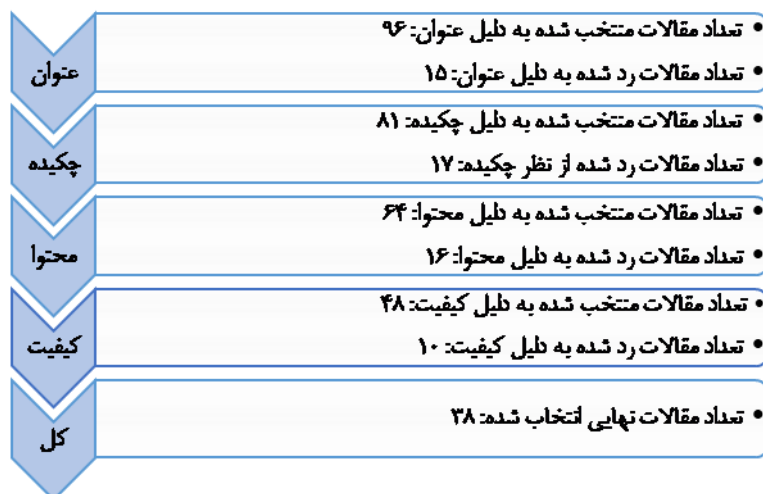 عنوان
• تعداد مقالات منتخب شده به دلیل عنوان: ۹۶
• تعداد مقالات رد شده به دلیل عنوان: ۱۵
چکیده
• تعداد مقالات منتخب شده به دلیل چکیده: ۸۱
• تعداد مقالات رد شده از نظر چکیده: ۱۷
محتوا
• تعداد مقالات منتخب شده به دلیل محتوا: ۶۴
• تعداد مقالات رد شده به دلیل محتوا: ۱۶
کیفیت
• تعداد مقالات منتخب شده به دلیل کیفیت: ۴۸
• تعداد مقالات رد شده به دلیل کیفیت: ۱۰
کل
• تعداد مقالات نهایی انتخاب شده: ۳۸